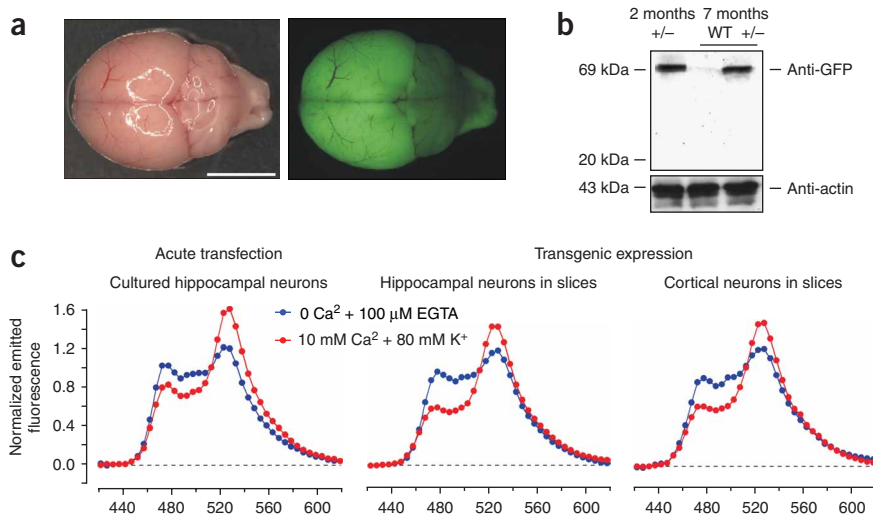 a
b
2 months 7 months
+/– WT +/–
69 kDa Anti-GFP
20 kDa
43 kDa Anti-actin
c
Acute transfection Transgenic expression
Cultured hippocampal neurons Hippocampal neurons in slices Cortical neurons in slices
Normalized emitted
fluorescence
1.6
1.2
0.8
0.4
0.0
0 Ca² + 100 μM EGTA
10 mM Ca² + 80 mM K⁺
440 480 520 560 600 440 480 520 560 600 440 480 520 560 600